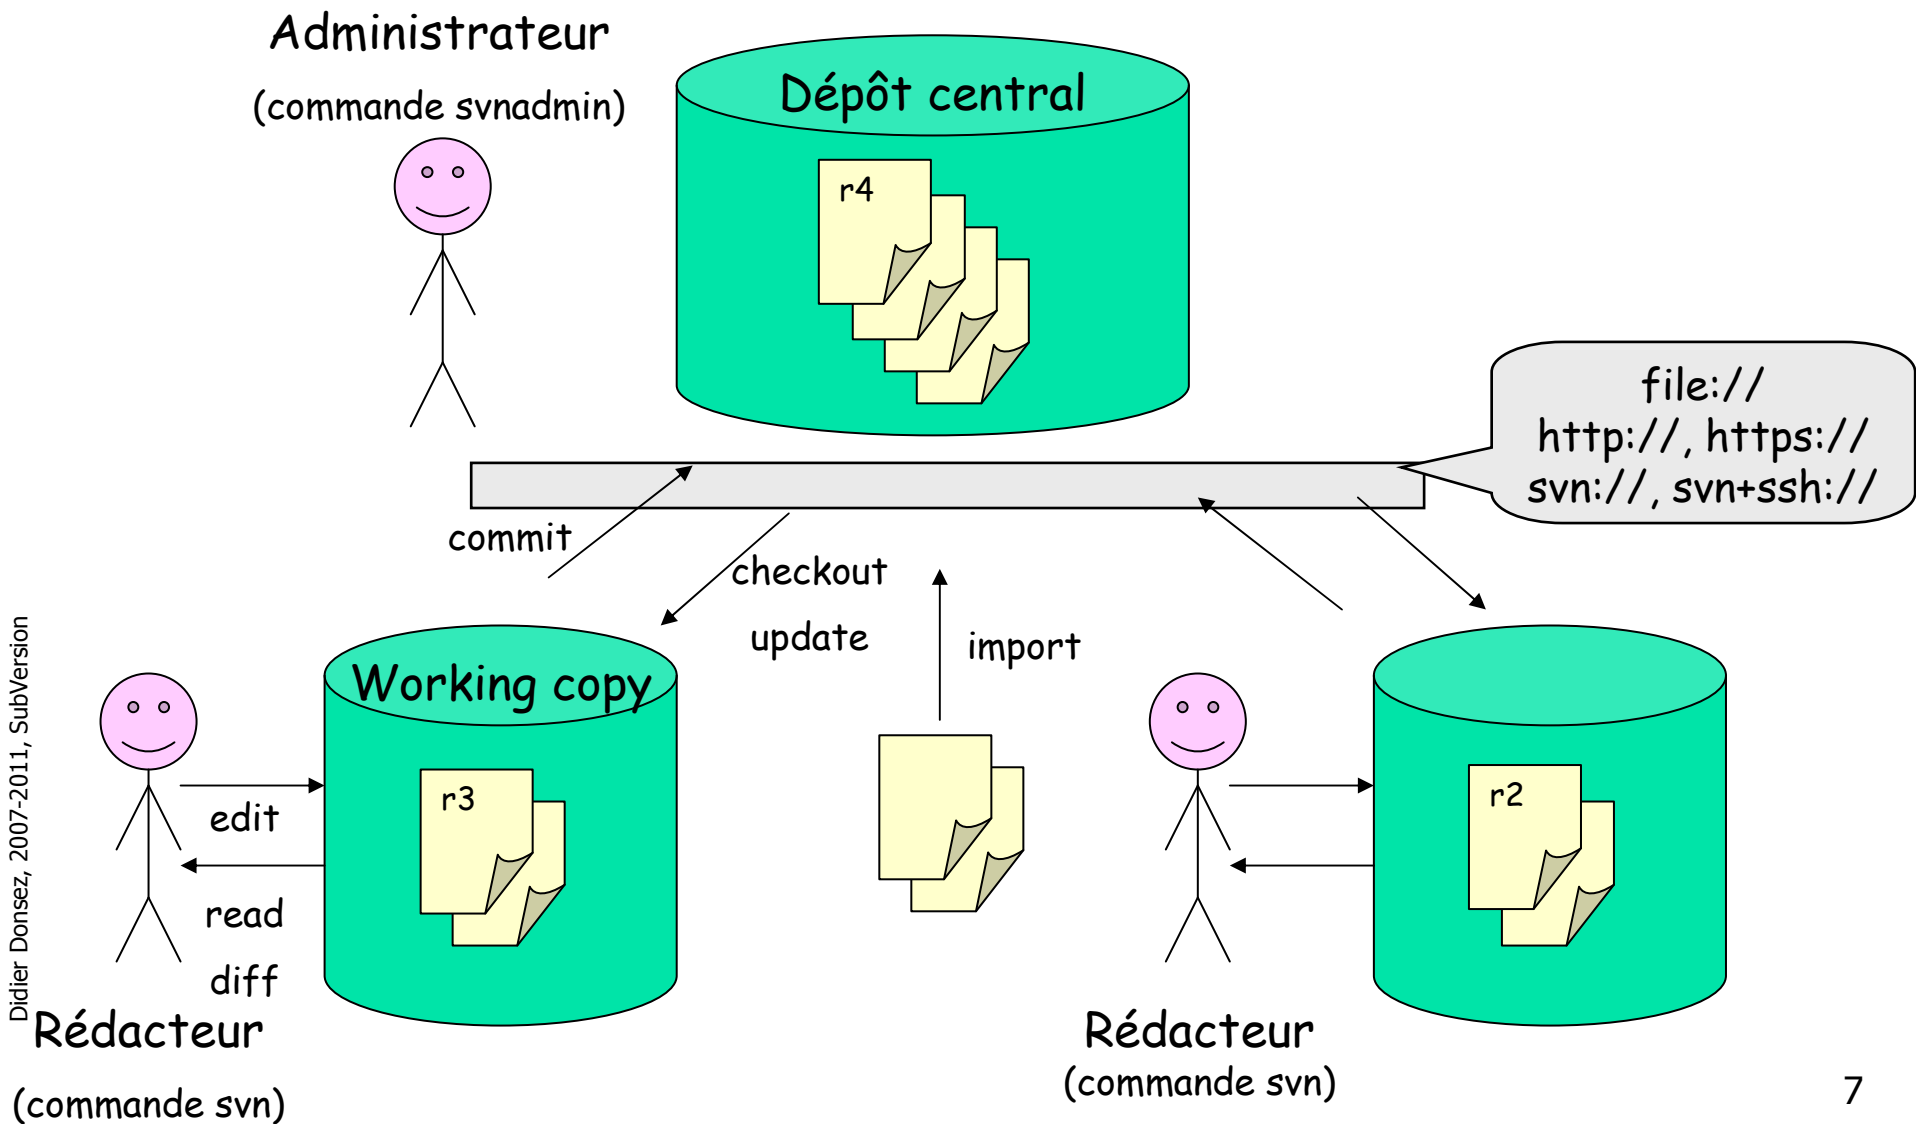 Administrateur
(commande svnadmin)
Dépôt central
r4
file://
http://, https://
svn://, svn+ssh://
commit
checkout
update
import
Working copy
r3
edit
read
diff
Rédacteur
(commande svn)
r2
Rédacteur
(commande svn)
Didier Donsez, 2007-2011, SubVersion
7